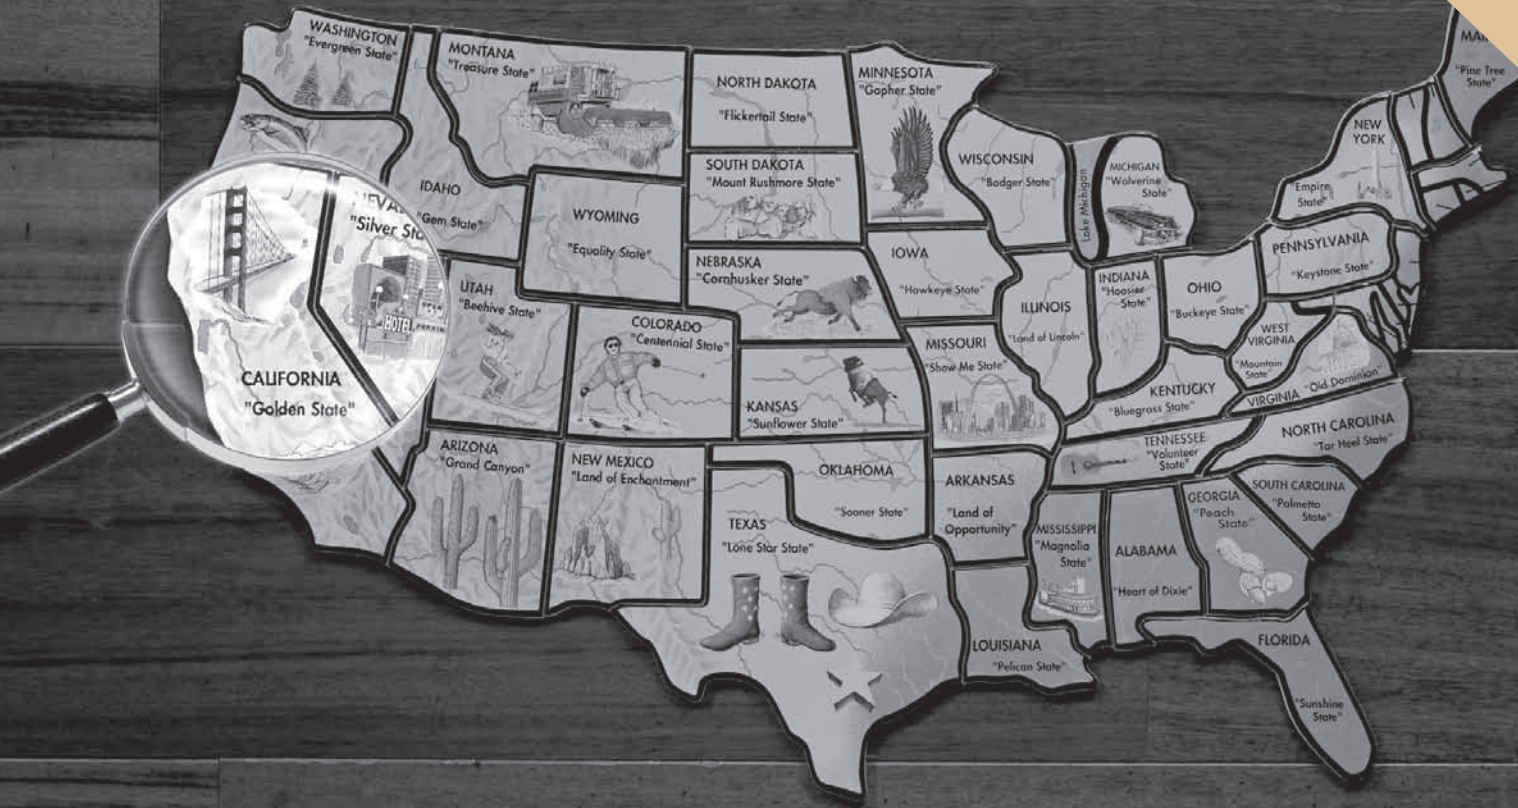 WASHINGTON
"Evergreen State"
MONTANA
"Treasure State"
NORTH DAKOTA
"Flickertail State"
MINNESOTA
"Gopher State"
"Pine Tree
State"
NEW
YORK
"Empire
State"
WISCONSIN
"Badger State"
Lake Michigan
MICHIGAN
"Wolverine
State"
SOUTH DAKOTA
"Mount Rushmore State"
IDAHO
"Gem State"
WYOMING
"Equality State"
"Silver
HOTEL
NEBRASKA
"Cornhusker State"
IOWA
"Hawkeye State"
PENNSYLVANIA
"Keystone State"
INDIANA
"Hoosier
State"
OHIO
"Buckeye State"
ILLINOIS
"Land of Lincoln"
UTAH
"Beehive State"
COLORADO
"Centennial State"
MISSOURI
"Show Me State"
WEST
VIRGINIA
"Mountain
State"
VIRGINIA "Old Dominion"
CALIFORNIA
"Golden State"
KANSAS
"Sunflower State"
KENTUCKY
"Bluegrass State"
NORTH CAROLINA
"Tar Heel State"
TENNESSEE
"Volunteer
State"
ARIZONA
"Grand Canyon"
NEW MEXICO
"Land of Enchantment"
OKLAHOMA
"Sooner State"
ARKANSAS
"Land of
Opportunity"
SOUTH CAROLINA
"Palmetto
State"
GEORGIA
"Peach
State"
TEXAS
"Lone Star State"
MISSISSIPPI
"Magnolia
State"
ALABAMA
"Heart of Dixie"
LOUISIANA
"Pelican State"
FLORIDA
"Sunshine
State"